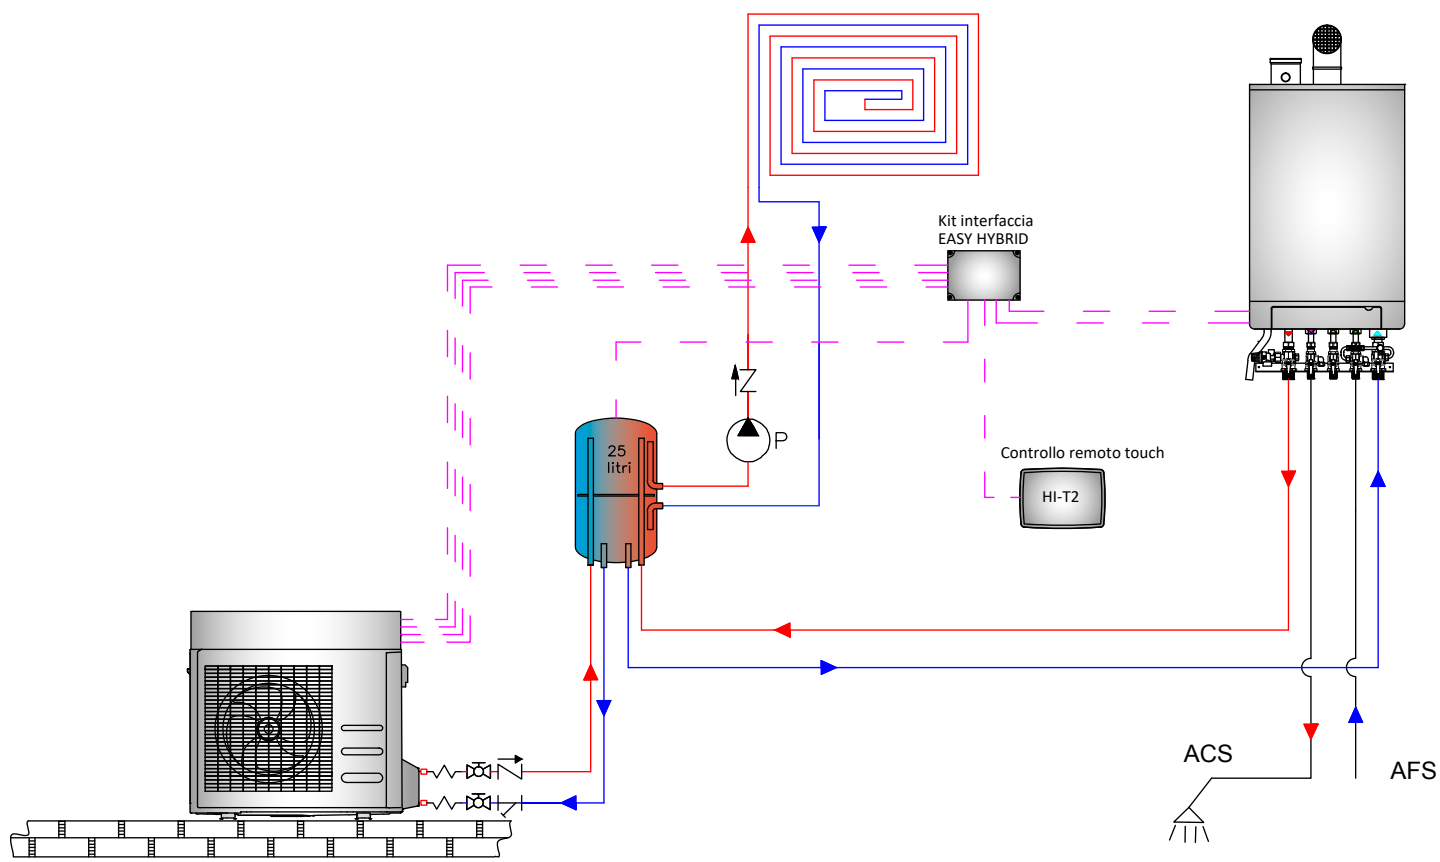 Kit interfaccia
EASY HYBRID
P
25
litri
Controllo remoto touch
HI-T2
ACS
AFS